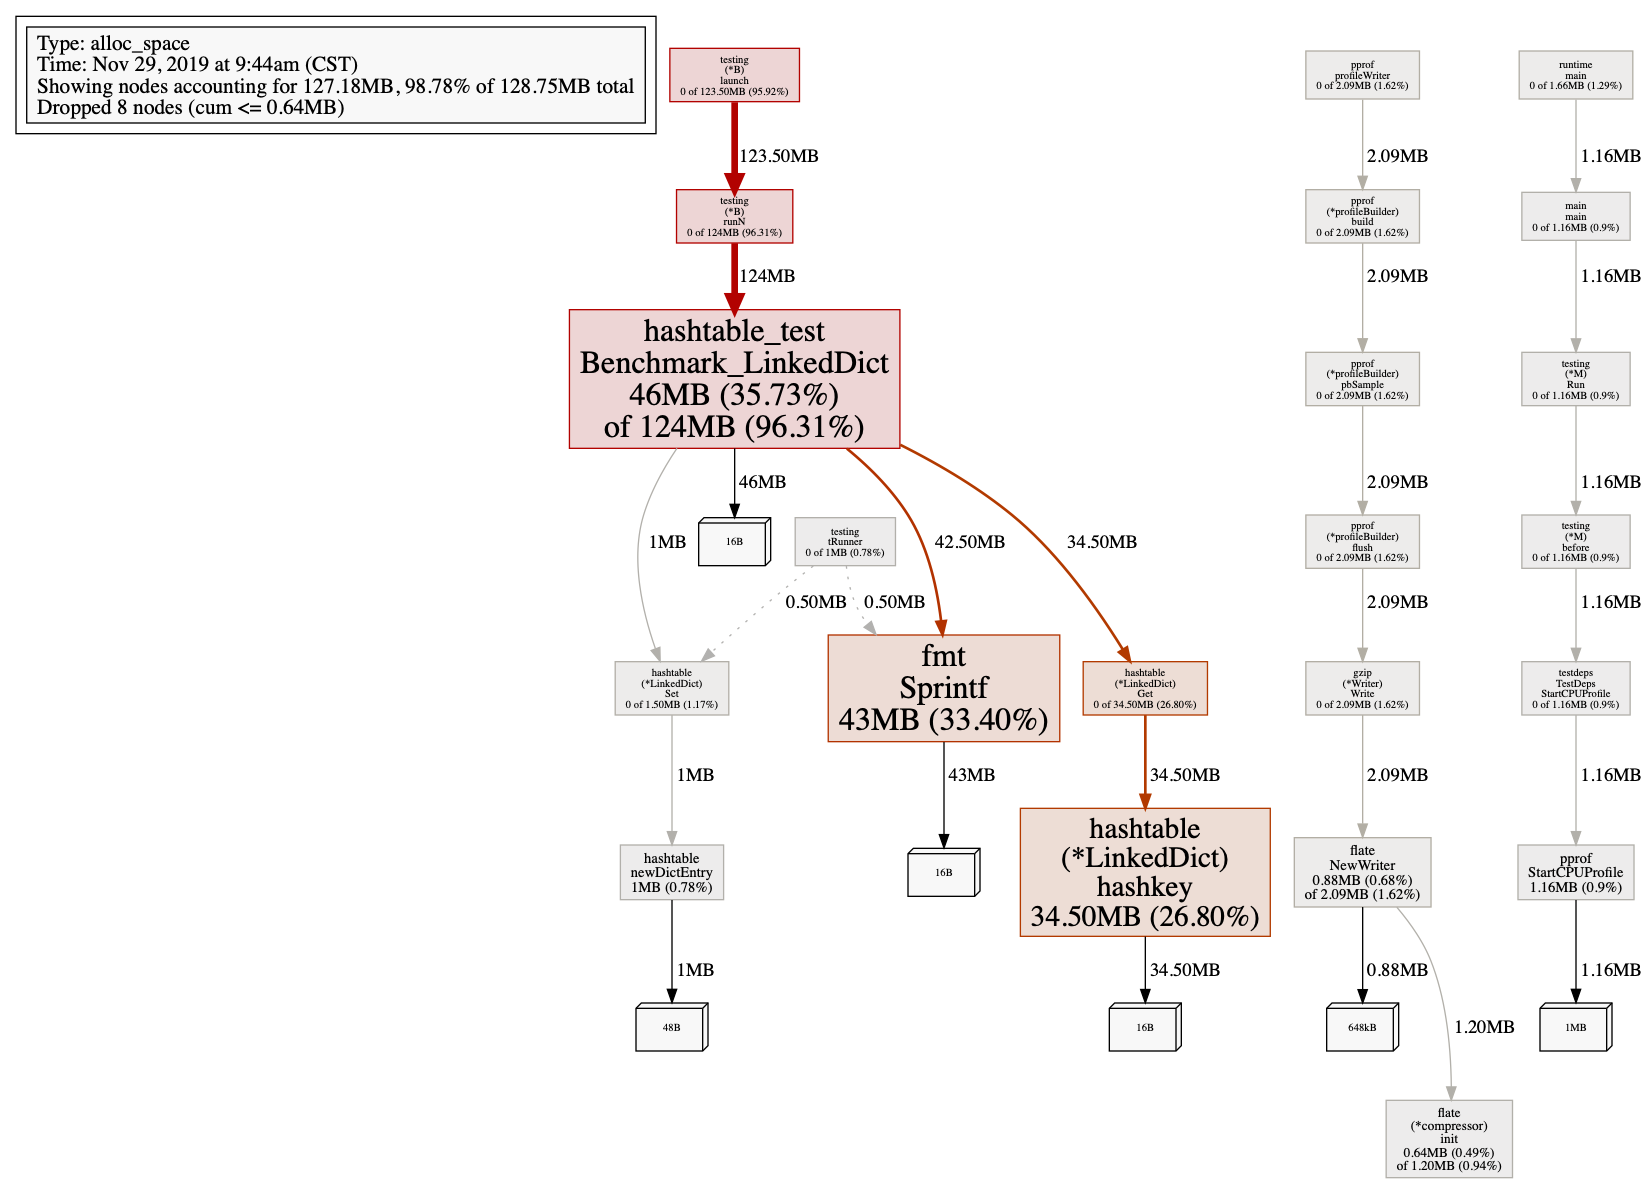 Type: alloc_space
Time: Nov 29, 2019 at 9:44am (CST)
Showing nodes accounting for 127.18MB, 98.78% of 128.75MB total
Dropped 8 nodes (cum <= 0.64MB)
testing
(*B)
launch
0 of 123.50MB (95.92%)
pprof
profileWriter
0 of 2.09MB (1.62%)
runtime
main
0 of 1.66MB (1.29%)
123.50MB
2.09MB
1.16MB
testing
(*B)
runN
0 of 124MB (96.31%)
pprof
(*profileBuilder)
build
0 of 2.09MB (1.62%)
main
main
0 of 1.16MB (0.9%)
124MB
2.09MB
1.16MB
hashtable_test
Benchmark_LinkedDict
46MB (35.73%)
of 124MB (96.31%)
pprof
(*profileBuilder)
pbSample
0 of 2.09MB (1.62%)
testing
(*M)
Run
0 of 1.16MB (0.9%)
46MB
2.09MB
1.16MB
1MB
16B
testing
tRunner
0 of 1MB (0.78%)
42.50MB
34.50MB
pprof
(*profileBuilder)
flush
0 of 2.09MB (1.62%)
testing
(*M)
before
0 of 1.16MB (0.9%)
0.50MB
0.50MB
2.09MB
1.16MB
hashtable
(*LinkedDict)
Set
0 of 1.50MB (1.17%)
fmt
Sprintf
43MB (33.40%)
hashtable
(*LinkedDict)
Get
0 of 34.50MB (26.80%)
gzip
(*Writer)
Write
0 of 2.09MB (1.62%)
testdeps
TestDeps
StartCPUProfile
0 of 1.16MB (0.9%)
1MB
43MB
34.50MB
2.09MB
1.16MB
hashtable
newDictEntry
1MB (0.78%)
16B
hashtable
(*LinkedDict)
hashkey
34.50MB (26.80%)
flate
NewWriter
0.88MB (0.68%)
of 2.09MB (1.62%)
pprof
StartCPUProfile
1.16MB (0.9%)
1MB
34.50MB
0.88MB
1.16MB
48B
16B
648kB
1.20MB
1MB
flate
(*compressor)
init
0.64MB (0.49%)
of 1.20MB (0.94%)